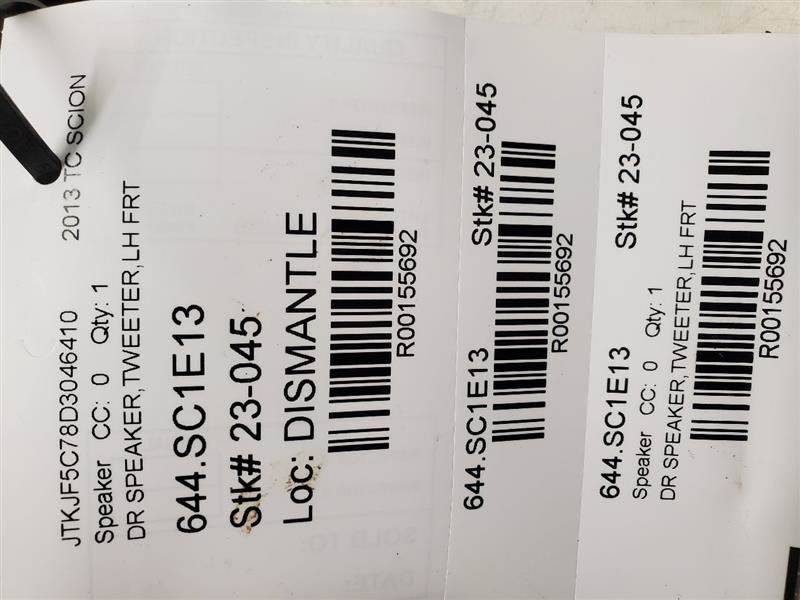 JTKJF5C78D3046410 2013 TC SCION
Speaker CC: 0 Qty: 1
DR SPEAKER,TWEETER,LH FRT
644.SC1E13
Stk# 23-045
Loc: DISMANTLE
R00155692
644.SC1E13 Stk# 23-045
R00155692
644.SC1E13 Stk# 23-045
Speaker CC: 0 Qty: 1
DR SPEAKER,TWEETER,LH FRT
R00155692
SOLD TO:
DATE: